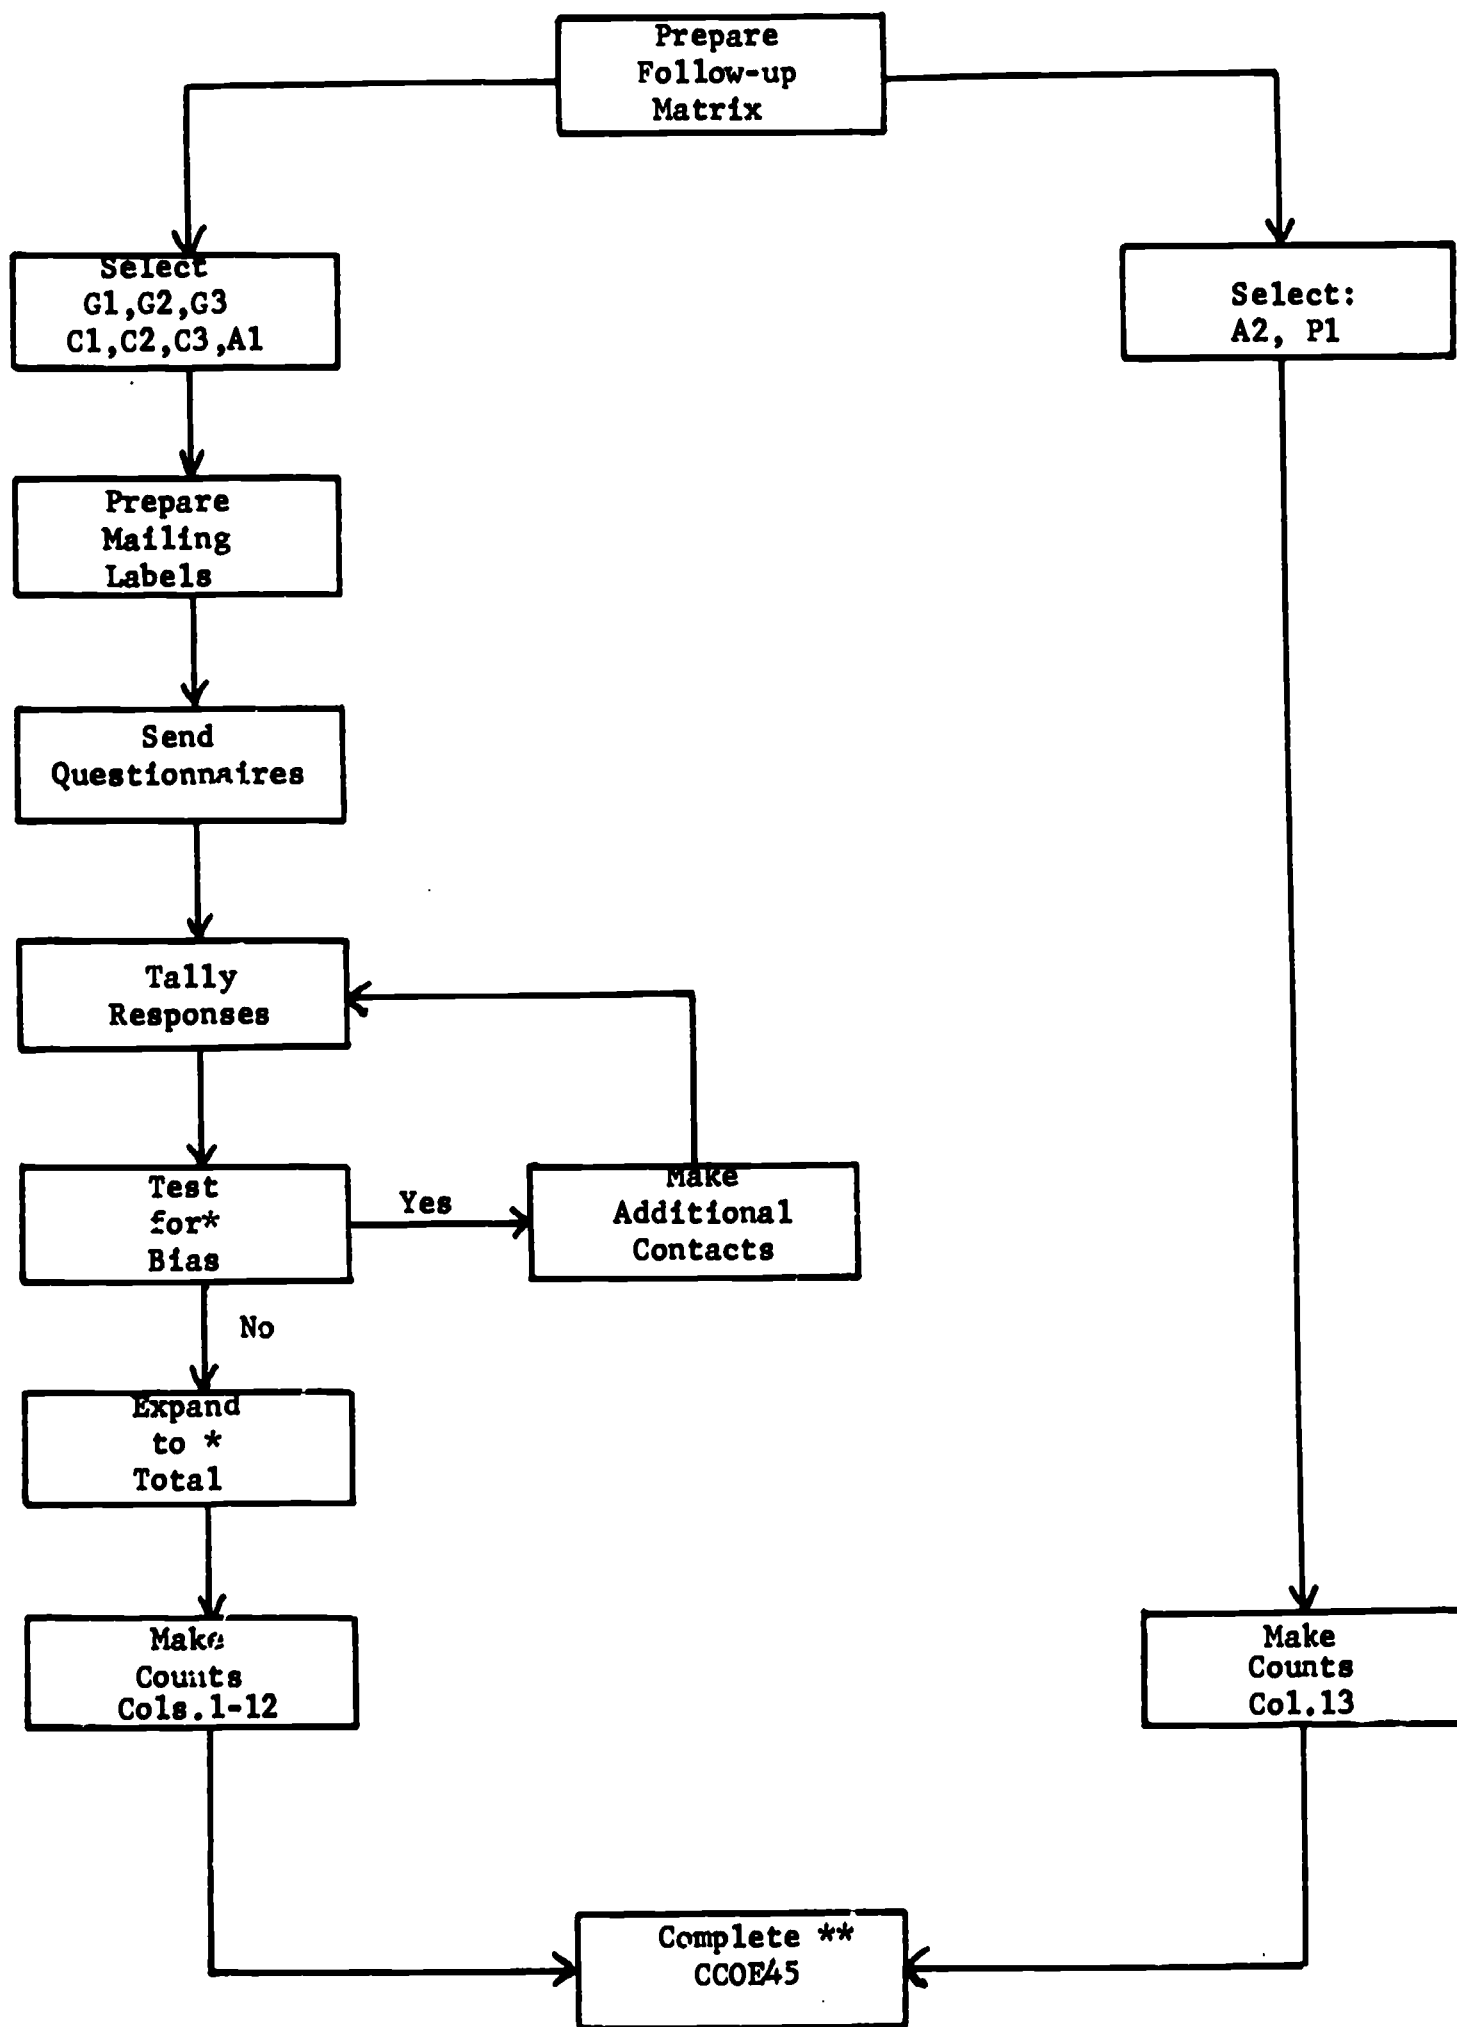 Prepare
Follow-up
Matrix
Select
G1,G2,G3
C1,C2,C3,A1
Select:
A2, P1
Prepare
Mailing
Labels
Send
Questionnaires
Tally
Responses
Test
for*
Bias
Yes
Make
Additional
Contacts
No
Expand
to *
Total
Make
Counts
Cols.1-12
Make
Counts
Col.13
Complete **
CCOE45